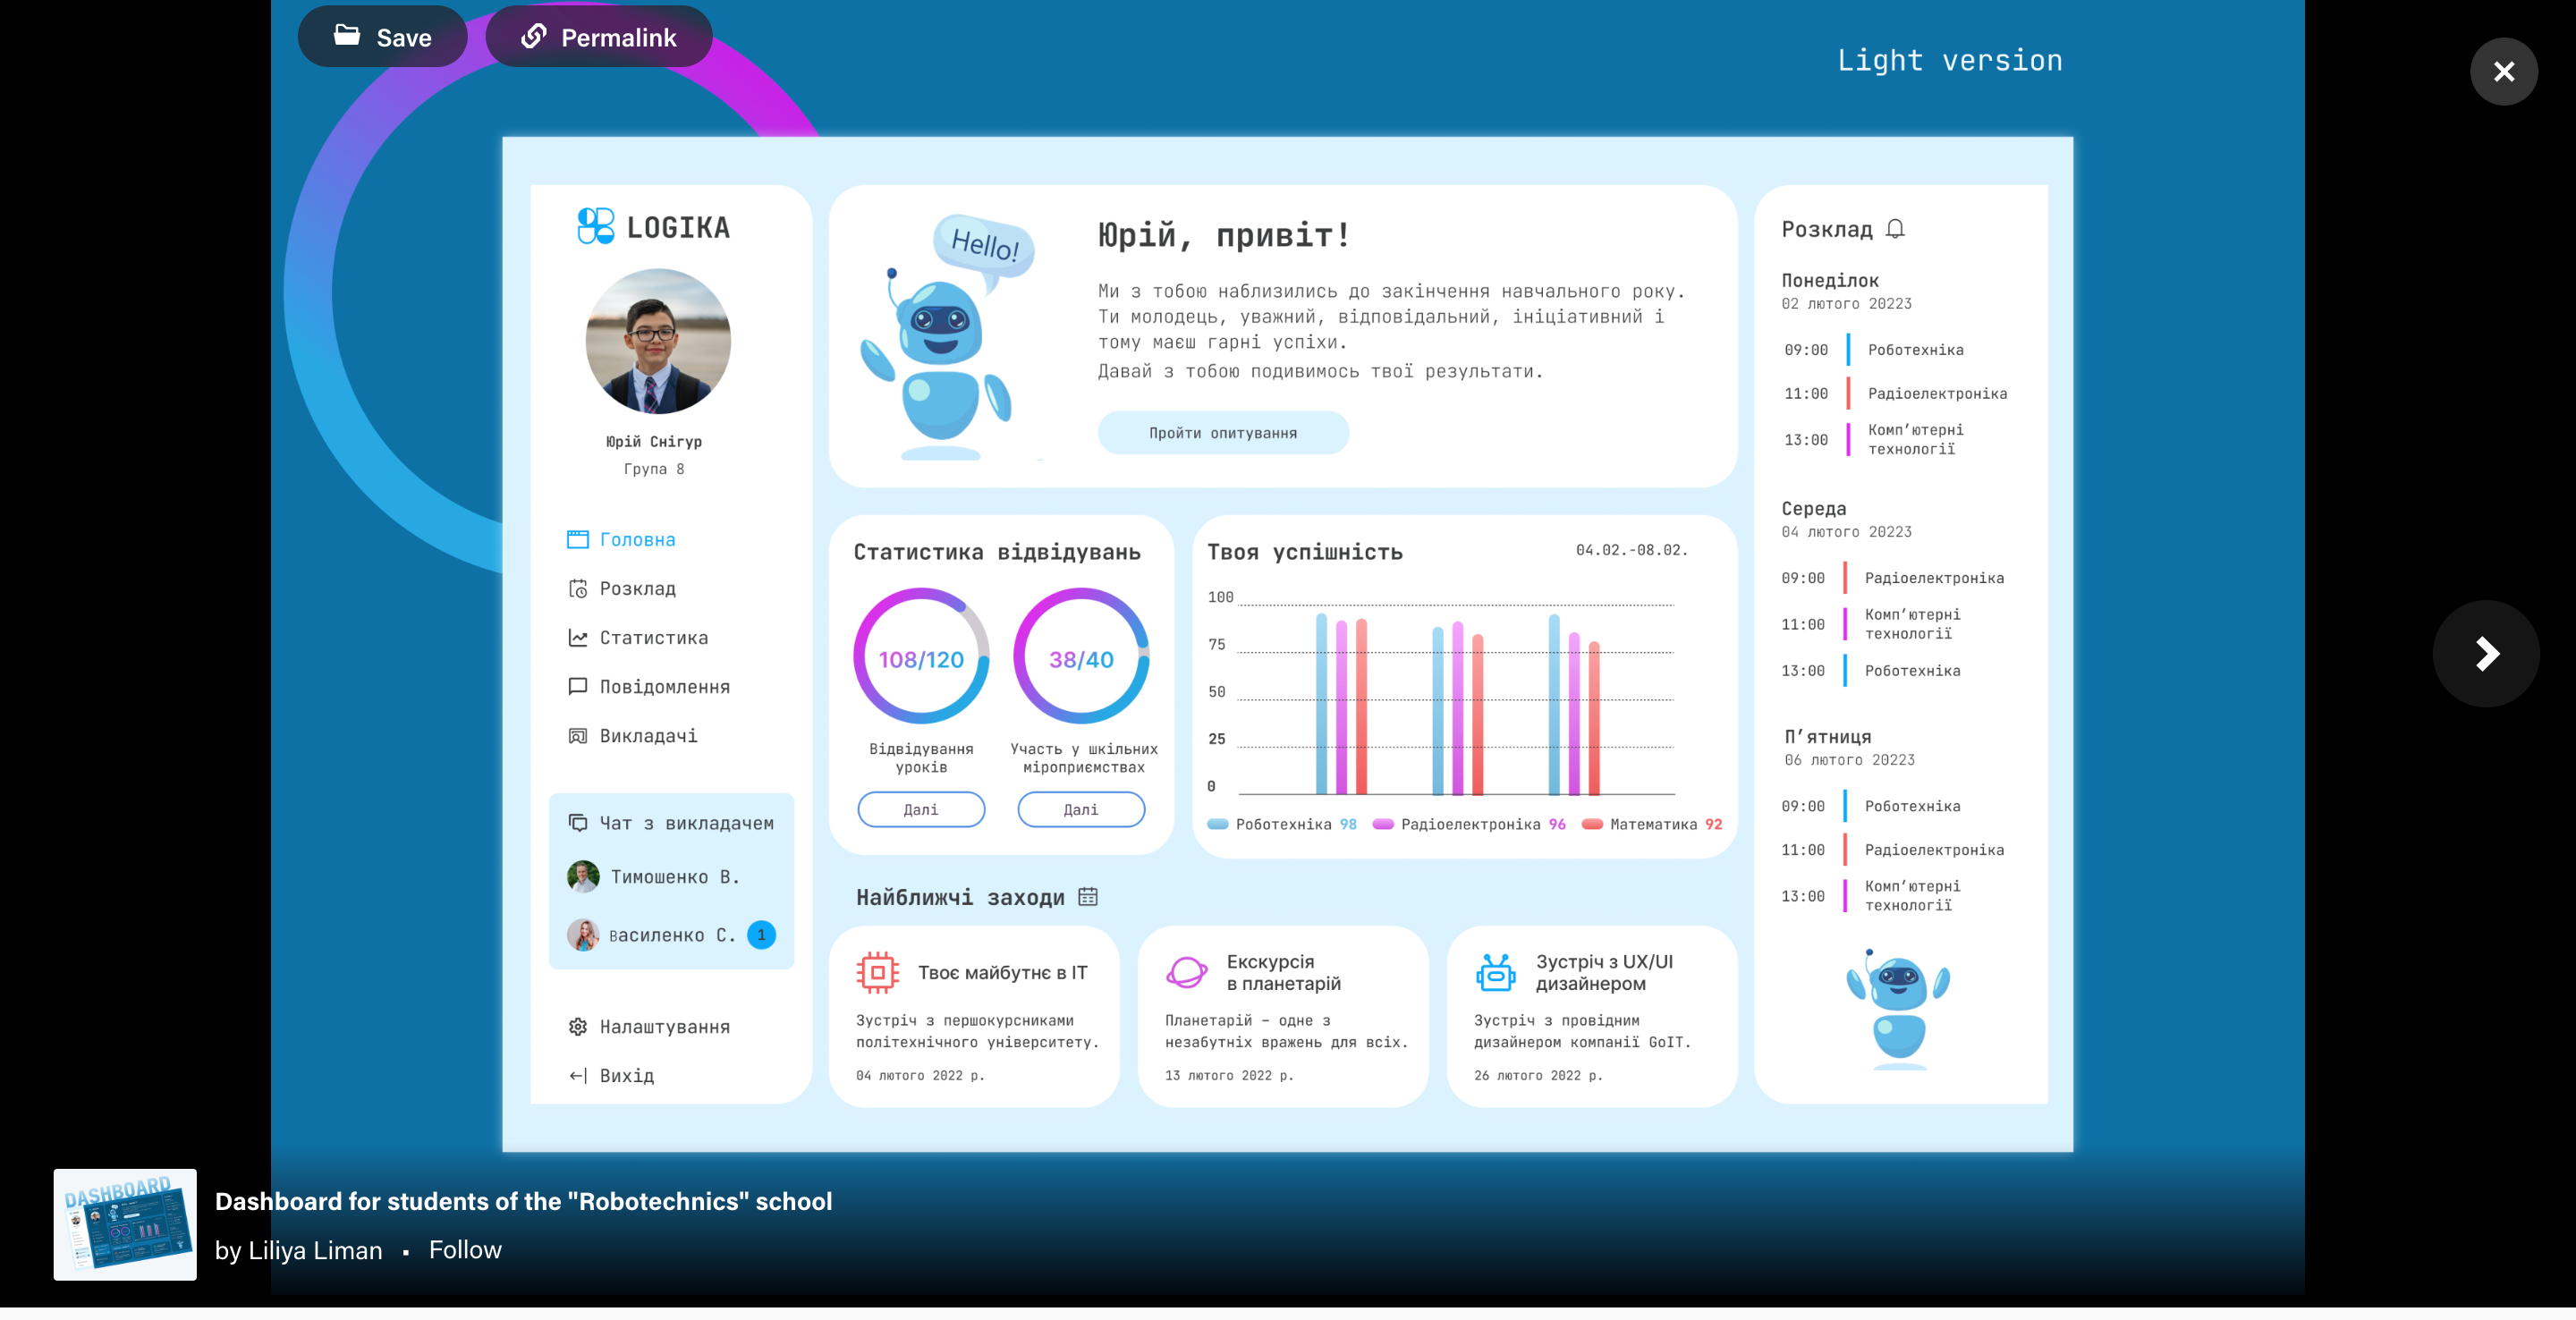 Save
Permalink
Light version
LOGIKA
Юрій Снігур
Група 8
Головна
Розклад
Статистика
Повідомлення
Викладачі
Чат з викладачем
Тимошенко В.
Василенко С. 1
Налаштування
Вихід
Hello!
Юрій, привіт!
Ми з тобою наблизились до закінчення навчального року.
Ти молодець, уважний, відповідальний, ініціативний і
тому маєш гарні успіхи.
Давай з тобою подивимось твої результати.
Пройти опитування
Статистика відвідувань
108/120
38/40
Відвідування
уроків
Участь у шкільних
міроприємствах
Далі
Далі
Твоя успішність
04.02.-08.02.
100
75
50
25
0
Роботехніка 98
Радіоелектроніка 96
Математика 92
Найближчі заходи
Твоє майбутнє в IT
Зустріч з першокурсниками
політехнічного університету.
04 лютого 2022 р.
Екскурсія
в планетарій
Планетарій – одне з
незабутніх вражень для всіх.
13 лютого 2022 р.
Зустріч з UX/UI
дизайнером
Зустріч з провідним
дизайнером компанії GoIT.
26 лютого 2022 р.
Розклад
Понеділок
02 лютого 20223
09:00 Роботехніка
11:00 Радіоелектроніка
13:00 Комп’ютерні
технології
Середа
04 лютого 20223
09:00 Радіоелектроніка
11:00 Комп’ютерні
технології
13:00 Роботехніка
П’ятниця
06 лютого 20223
09:00 Роботехніка
11:00 Радіоелектроніка
13:00 Комп’ютерні
технології
DASHBOARD
Dashboard for students of the "Robotechnics" school
by Liliya Liman • Follow